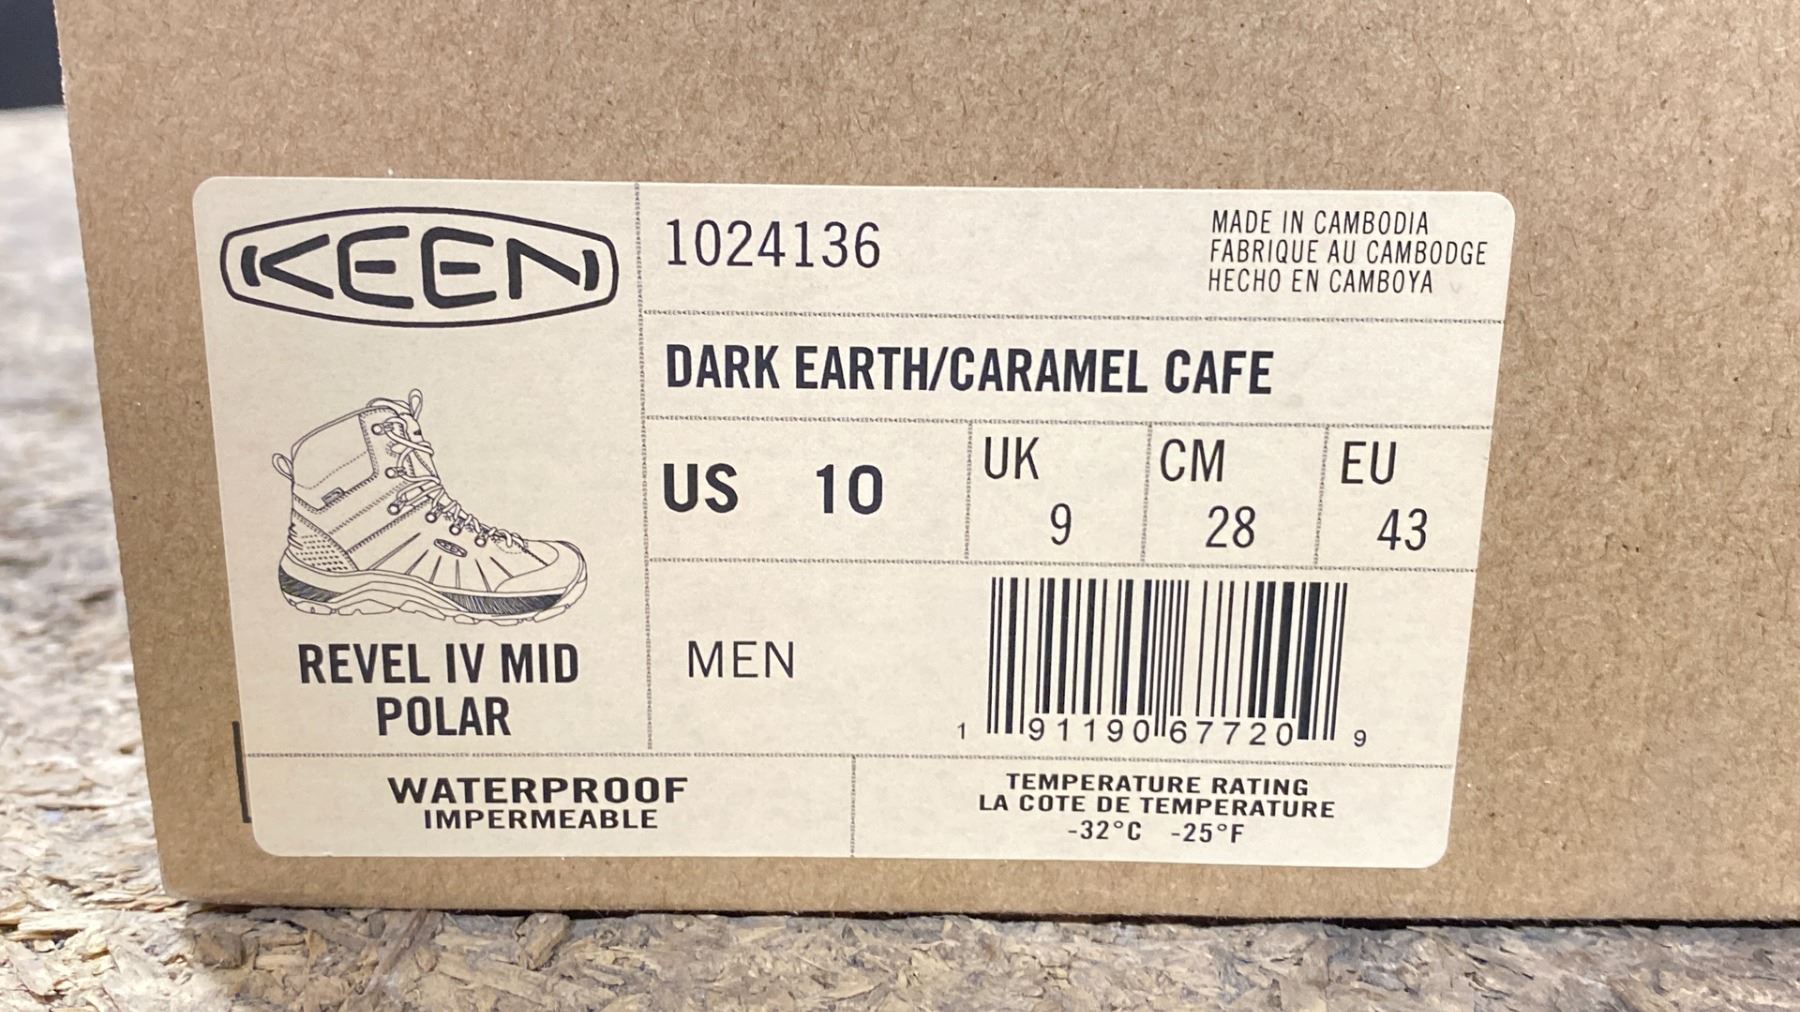 KEEN
1024136
MADE IN CAMBODIA
FABRIQUE AU CAMBODGE
HECHO EN CAMBOYA
DARK EARTH/CARAMEL CAFE
US 10
UK 9
CM 28
EU 43
REVEL IV MID
POLAR
MEN
1 91190 67720 9
WATERPROOF
IMPERMEABLE
TEMPERATURE RATING
LA COTE DE TEMPERATURE
-32°C -25°F